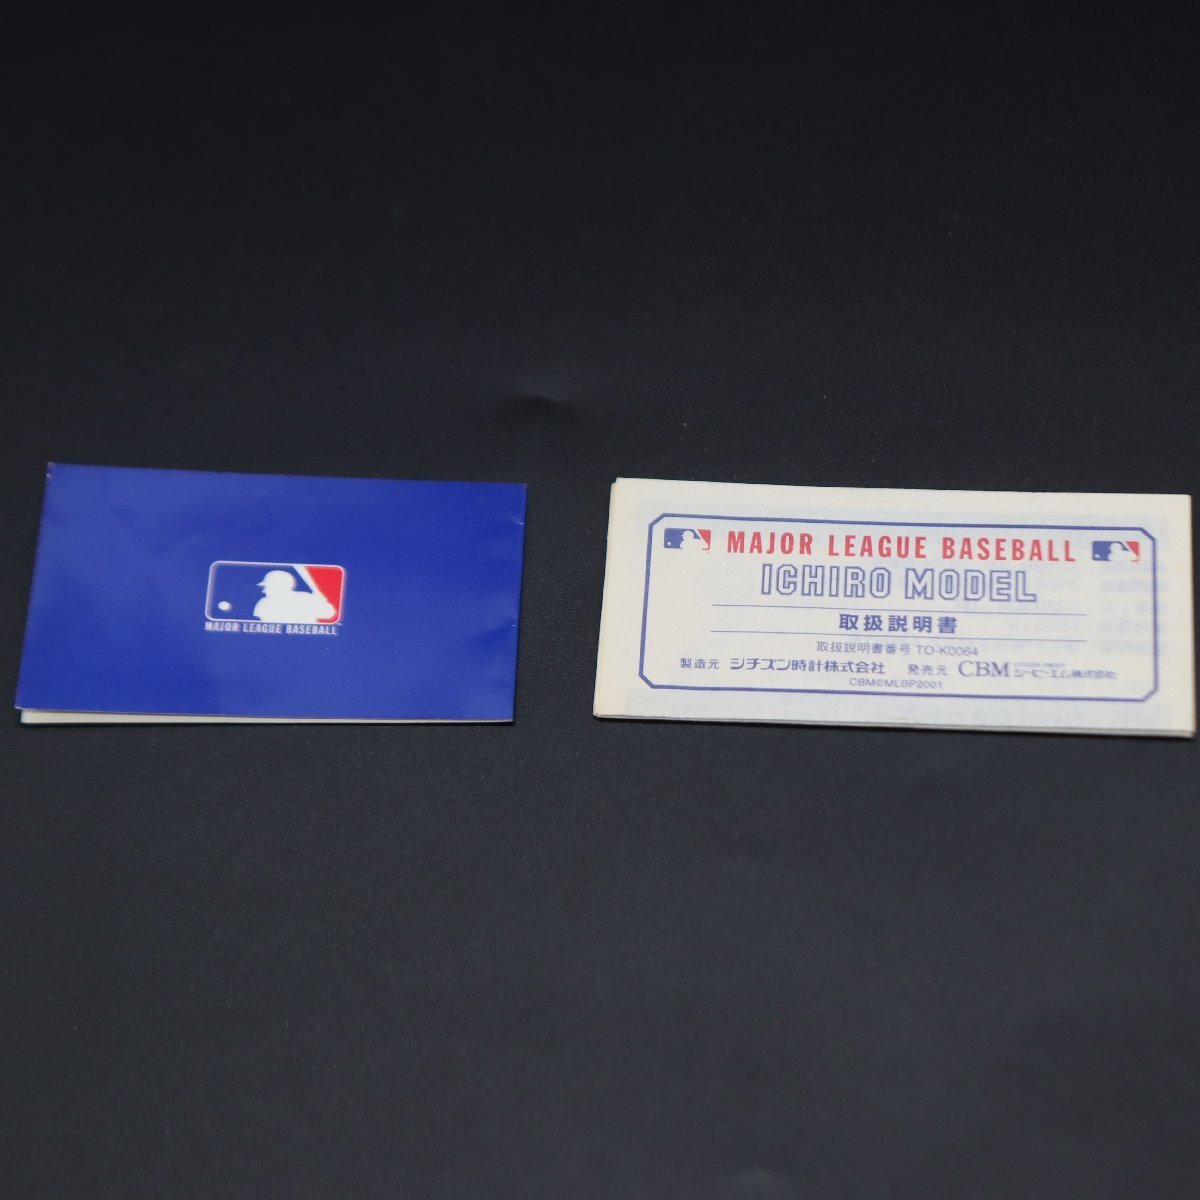 MAJOR LEAGUE BASEBALL
MAJOR LEAGUE BASEBALL
ICHIRO MODEL
取扱説明書
取扱説明書番号 TO-K0064
製造元 シチズン時計株式会社 発売元 CBM シービーエム株式会社
CBM©MLBP2001